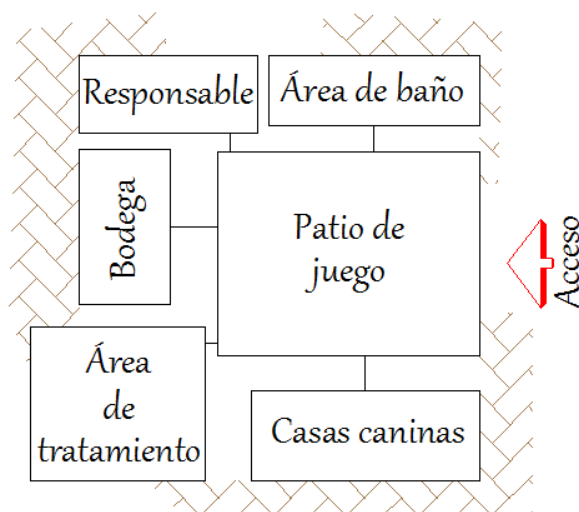 Responsable
Área de baño
Bodega
Patio de
juego
Acceso
Área
de
tratamiento
Casas caninas